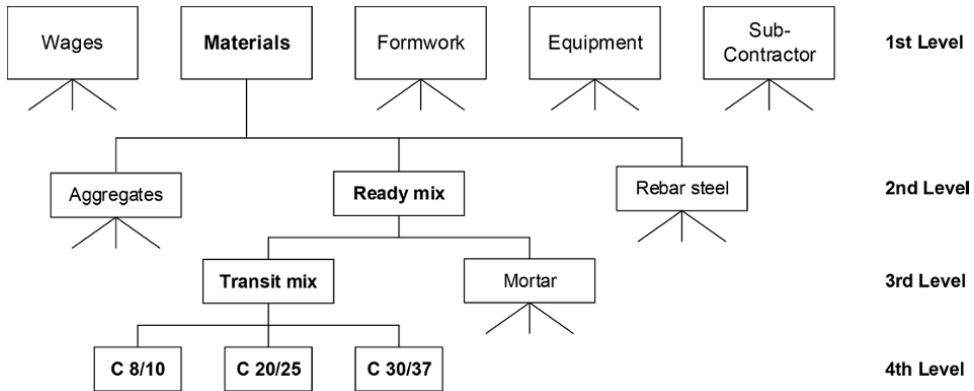 Wages
Materials
Formwork
Equipment
Sub-
Contractor
1st Level
Aggregates
Ready mix
Rebar steel
2nd Level
Transit mix
Mortar
3rd Level
C 8/10
C 20/25
C 30/37
4th Level